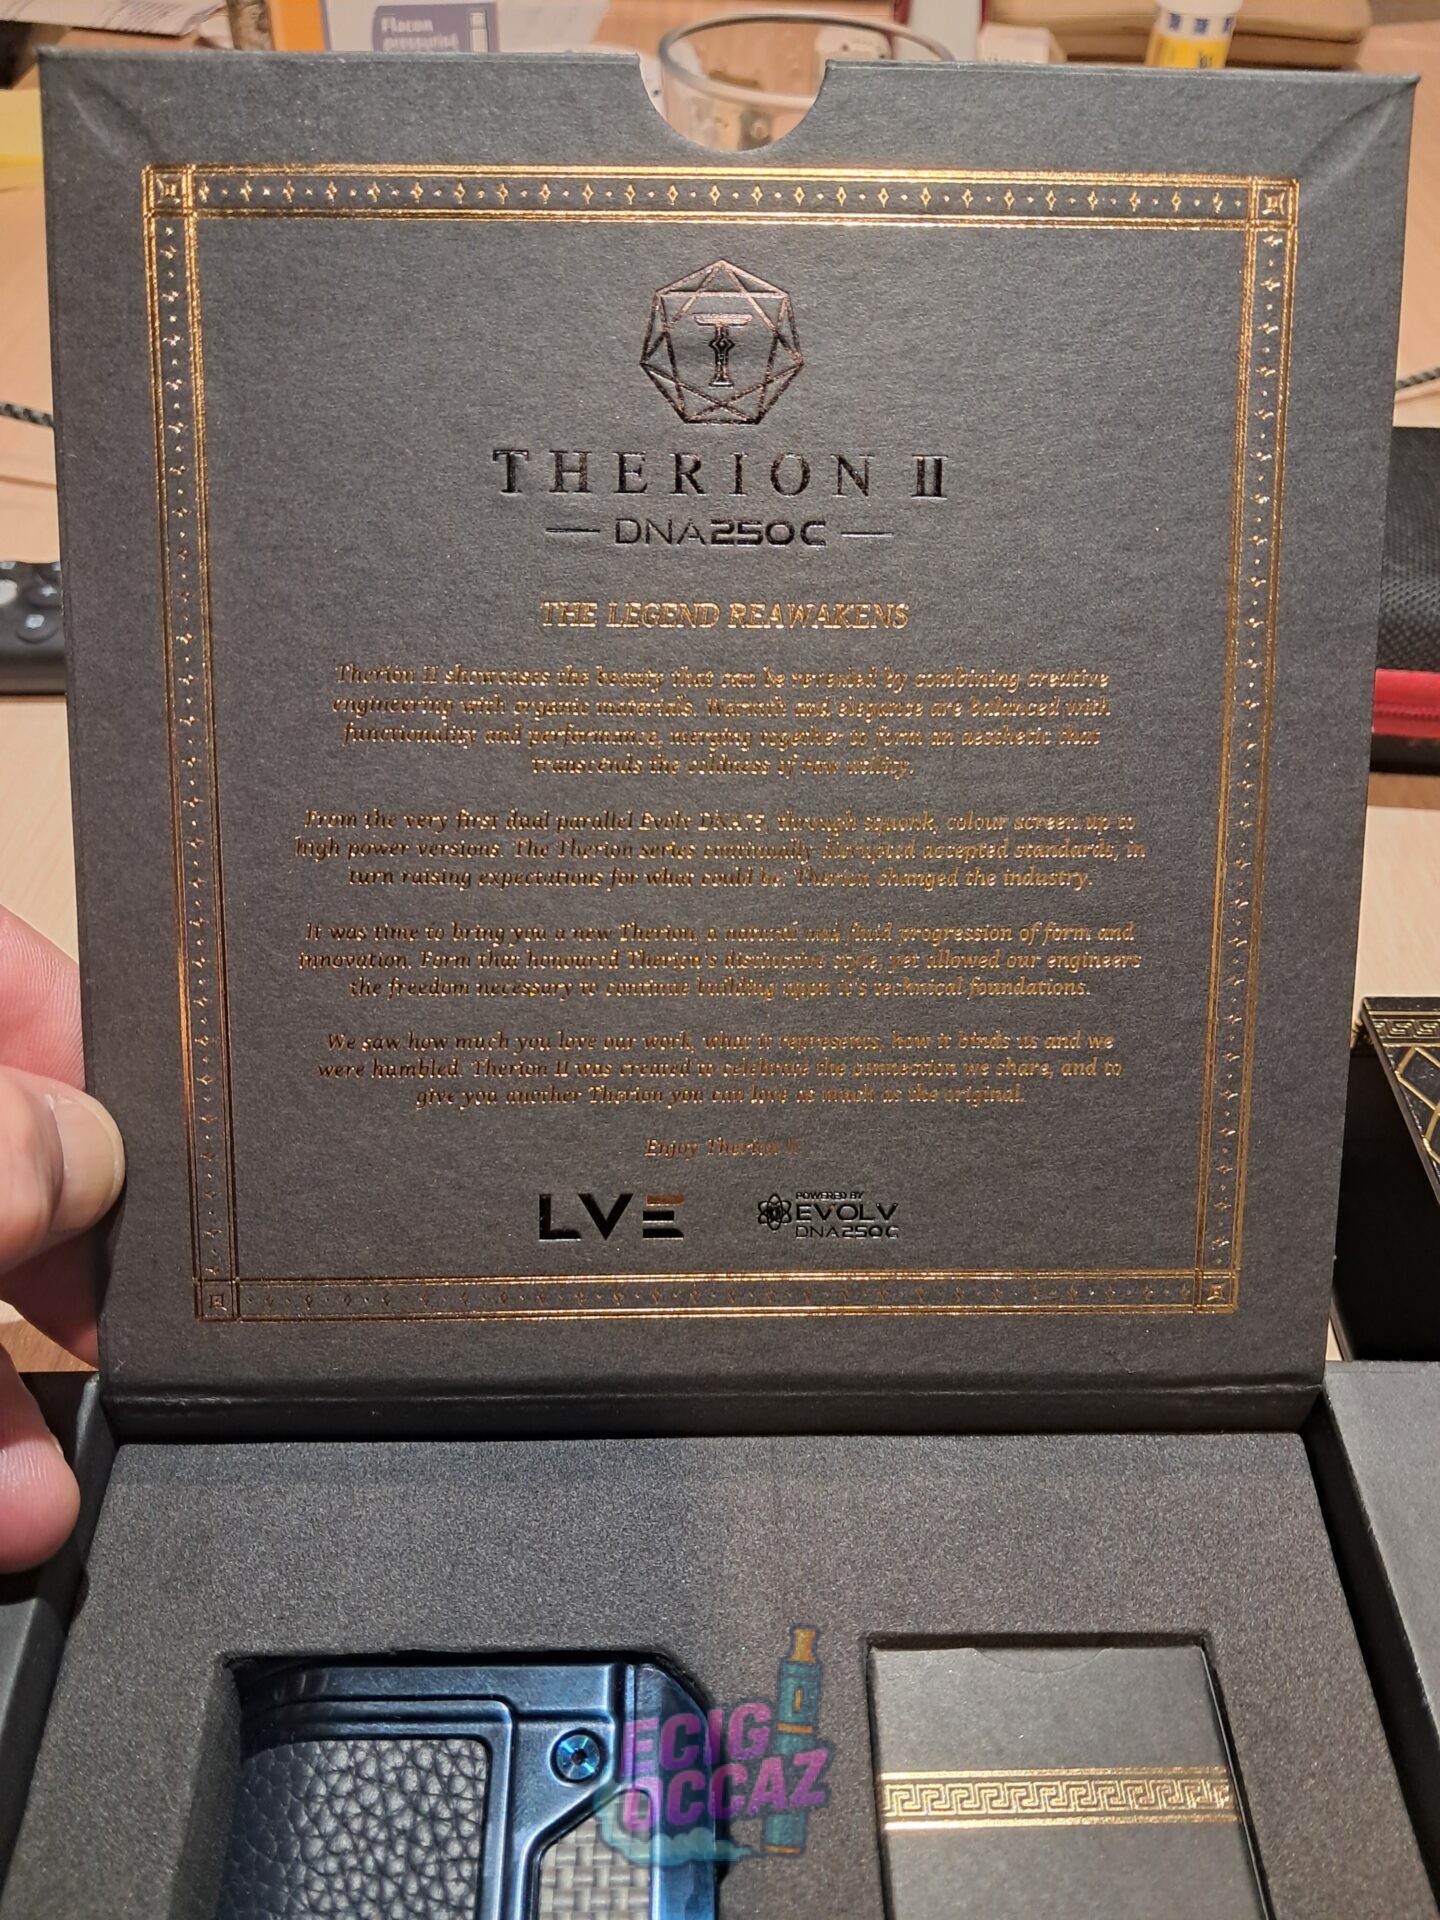 Flacon
pressurisé
T
THERION II
DNA250C
THE LEGEND REAWAKENS
Therion II showcases the beauty that can be revealed by combining creative
engineering with organic materials. Warmth and elegance are balanced with
functionality and performance, merging together to form an aesthetic that
transcends the coldness of raw utility.
From the very first dual parallel Evolv DNA75, through squonk, colour screen up to
high power versions. The Therion series continually disrupted accepted standards, in
turn raising expectations for what could be. Therion changed the industry.
It was time to bring you a new Therion, a natural and fluid progression of form and
innovation. Form that honoured Therion's distinctive style, yet allowed our engineers
the freedom necessary to continue building upon it's technical foundations.
We saw how much you love our work, what it represents, how it binds us and we
were humbled. Therion II was created to celebrate the connection we share, and to
give you another Therion you can love as much as the original.
Enjoy Therion II
LVE
POWERED BY
EVOLV
DNA250C
ECIG
OCCAZ